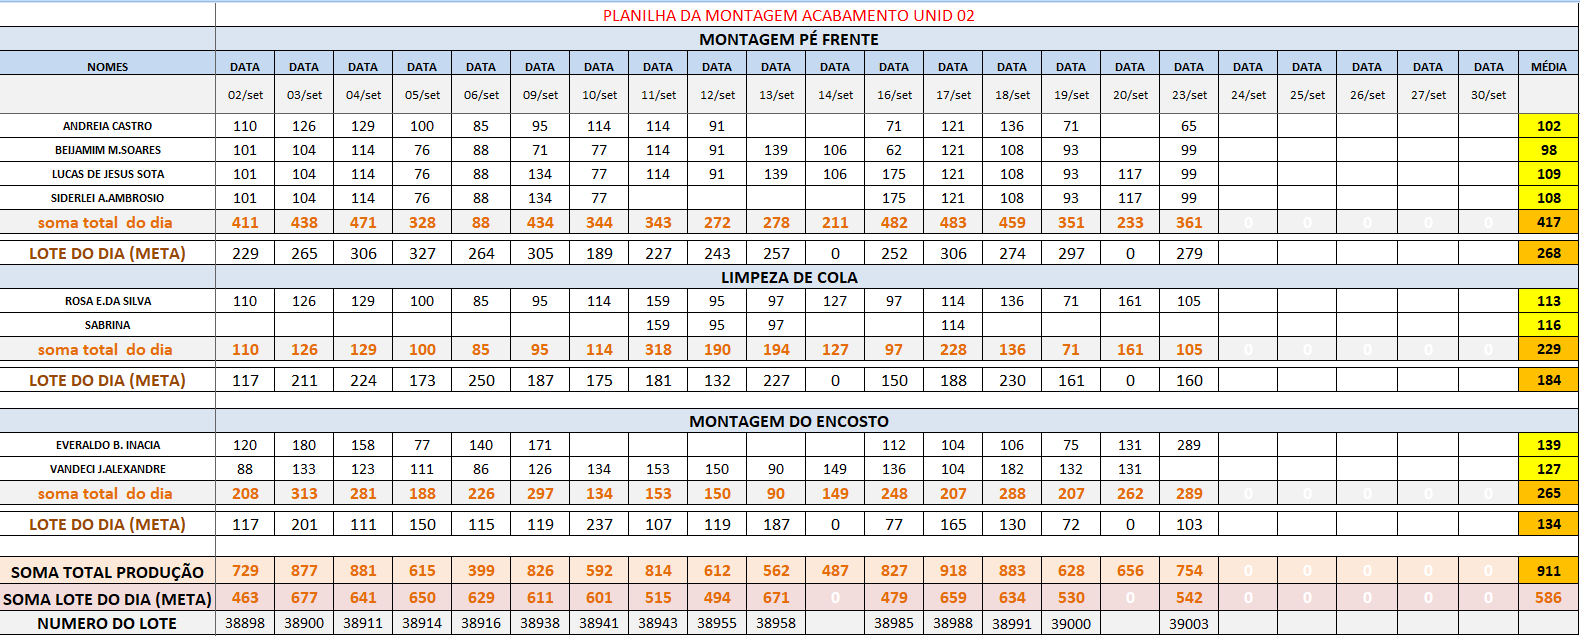 PLANILHA DA MONTAGEM ACABAMENTO UNID 02
MONTAGEM PÉ FRENTE
NOMES DATA DATA DATA DATA DATA DATA DATA DATA DATA DATA DATA DATA DATA DATA DATA DATA DATA DATA DATA DATA DATA DATA MÉDIA
02/set 03/set 04/set 05/set 06/set 09/set 10/set 11/set 12/set 13/set 14/set 16/set 17/set 18/set 19/set 20/set 23/set 24/set 25/set 26/set 27/set 30/set
ANDREIA CASTRO 110 126 129 100 85 95 114 114 91 71 121 136 71 65 102
BEIJAMIM M.SOARES 101 104 114 76 88 71 77 114 91 139 106 62 121 108 93 99 98
LUCAS DE JESUS SOTA 101 104 114 76 88 134 77 114 91 139 106 175 121 108 93 117 99 109
SIDERLEI A.AMBROSIO 101 104 114 76 88 134 77 175 121 108 93 117 99 108
soma total do dia 411 438 471 328 88 434 344 343 272 278 211 482 483 459 351 233 361 0 0 0 0 0 417
LOTE DO DIA (META) 229 265 306 327 264 305 189 227 243 257 0 252 306 274 297 0 279 268
LIMPEZA DE COLA
ROSA E.DA SILVA 110 126 129 100 85 95 114 159 95 97 127 97 114 136 71 161 105 113
SABRINA 159 95 97 114 116
soma total do dia 110 126 129 100 85 95 114 318 190 194 127 97 228 136 71 161 105 0 0 0 0 0 229
LOTE DO DIA (META) 117 211 224 173 250 187 175 181 132 227 0 150 188 230 161 0 160 184
MONTAGEM DO ENCOSTO
EVERALDO B. INACIA 120 180 158 77 140 171 112 104 106 75 131 289 139
VANDECI J.ALEXANDRE 88 133 123 111 86 126 134 153 150 90 149 136 104 182 132 131 127
soma total do dia 208 313 281 188 226 297 134 153 150 90 149 248 207 288 207 262 289 0 0 0 0 0 265
LOTE DO DIA (META) 117 201 111 150 115 119 237 107 119 187 0 77 165 130 72 0 103 134
SOMA TOTAL PRODUÇÃO 729 877 881 615 399 826 592 814 612 562 487 827 918 883 628 656 754 0 0 0 0 0 911
SOMA LOTE DO DIA (META) 463 677 641 650 629 611 601 515 494 671 0 479 659 634 530 0 542 0 0 0 0 0 586
NUMERO DO LOTE 38898 38900 38911 38914 38916 38938 38941 38943 38955 38958 38985 38988 38991 39000 39003